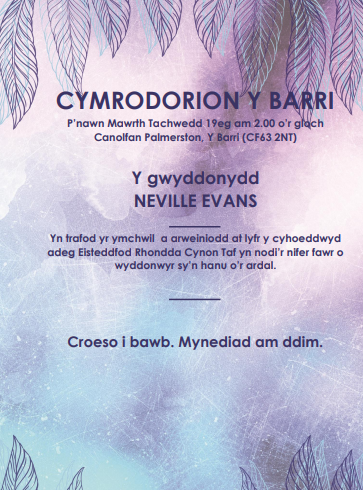 CYMRODORION Y BARRI
P'nawn Mawrth Tachwedd 19eg am 2.00 o'r gloch
Canolfan Palmerston, Y Barri (CF63 2NT)
Y gwyddonydd
NEVILLE EVANS
Yn trafod yr ymchwil a arweiniodd at lyfr y cyhoeddwyd
adeg Eisteddfod Rhondda Cynon Taf yn nodi'r nifer fawr o
wyddonwyr sy'n hanu o'r ardal.
Croeso i bawb. Mynediad am ddim.